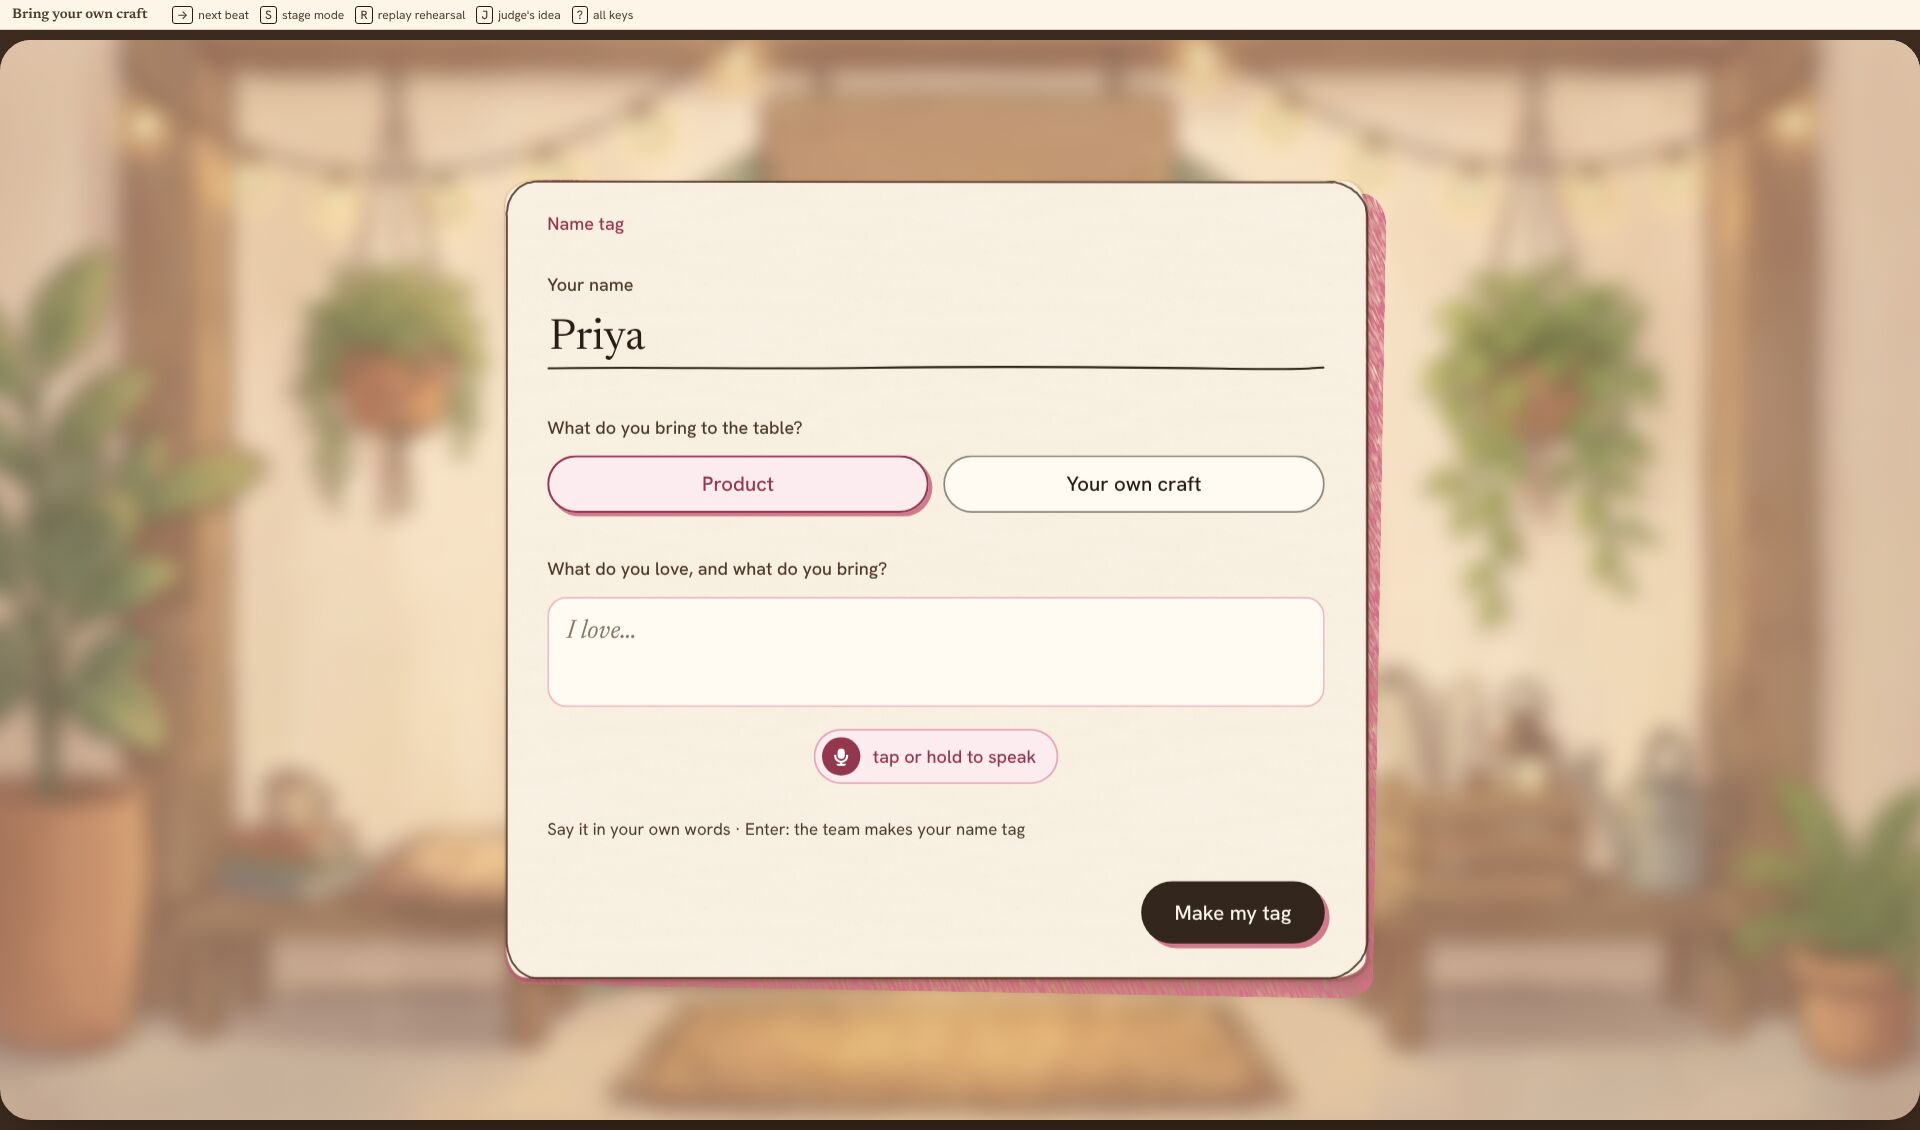 Bring your own craft → next beat S stage mode R replay rehearsal J judge's idea ? all keys
Name tag
Your name
Priya
What do you bring to the table?
Product Your own craft
What do you love, and what do you bring?
I love...
tap or hold to speak
Say it in your own words · Enter: the team makes your name tag
Make my tag